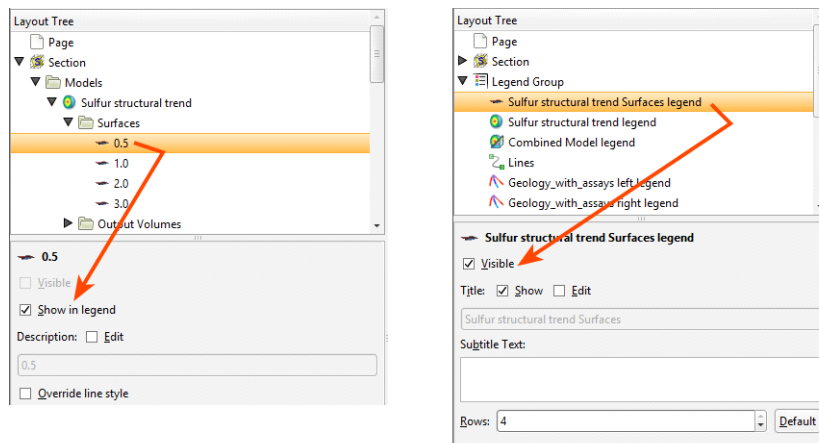 Layout Tree
Page
Section
Models
Sulfur structural trend
Surfaces
0.5
1.0
2.0
3.0
Output Volumes
0.5
Visible
Show in legend
Description: Edit
0.5
Override line style
Layout Tree
Page
Section
Legend Group
Sulfur structural trend Surfaces legend
Sulfur structural trend legend
Combined Model legend
Lines
Geology_with_assays left legend
Geology_with_assays right legend
Sulfur structural trend Surfaces legend
Visible
Title: Show Edit
Sulfur structural trend Surfaces
Subtitle Text:
Rows: 4 Default